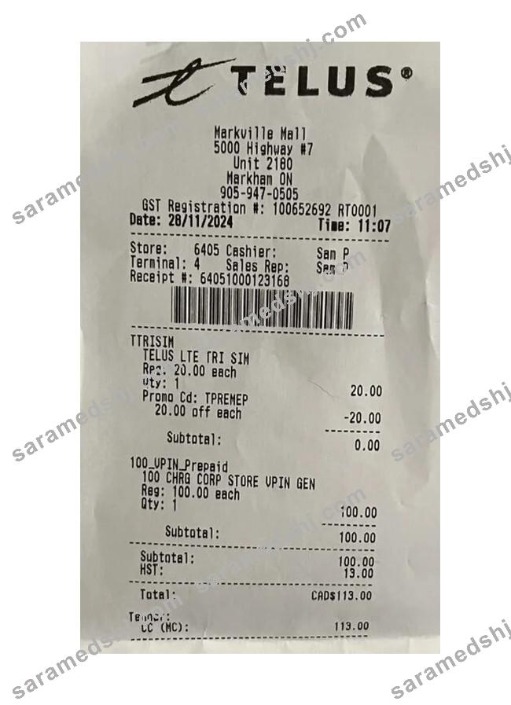 TELUS®
Markville Mall
5000 Highway #7
Unit 2180
Markham ON
905-947-0505
GST Registration #: 100652692 RT0001
Date: 28/11/2024 Time: 11:07
Store: 6405 Cashier: Sam P
Terminal: 4 Sales Rep: Sam P
Receipt #: 64051000123168
TTRISIM
TELUS LTE TRI SIM
Reg. 20.00 each
Qty: 1 20.00
Promo Cd: TPREMEP
20.00 off each -20.00
Subtotal: 0.00
100_VPIN_Prepaid
100 CHRG CORP STORE VPIN GEN
Reg: 100.00 each
Qty: 1 100.00
Subtotal: 100.00
Subtotal: 100.00
HST: 13.00
Total: CAD$113.00
Tender:
CC (MC): 113.00
saramedshj.com